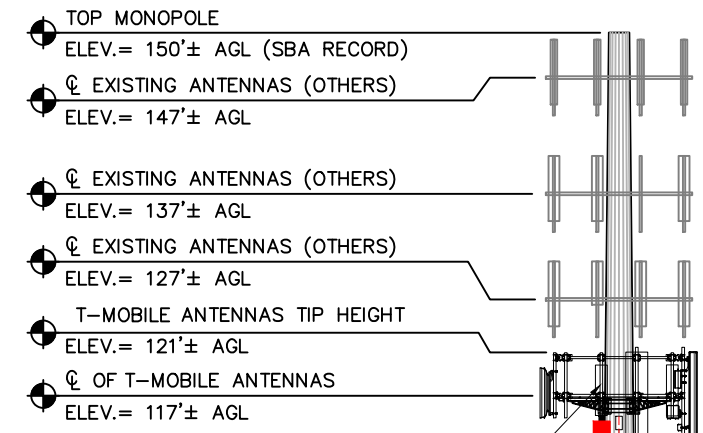 TOP MONOPOLE
ELEV.= 150'± AGL (SBA RECORD)
℄ EXISTING ANTENNAS (OTHERS)
ELEV.= 147'± AGL
℄ EXISTING ANTENNAS (OTHERS)
ELEV.= 137'± AGL
℄ EXISTING ANTENNAS (OTHERS)
ELEV.= 127'± AGL
T-MOBILE ANTENNAS TIP HEIGHT
ELEV.= 121'± AGL
℄ OF T-MOBILE ANTENNAS
ELEV.= 117'± AGL